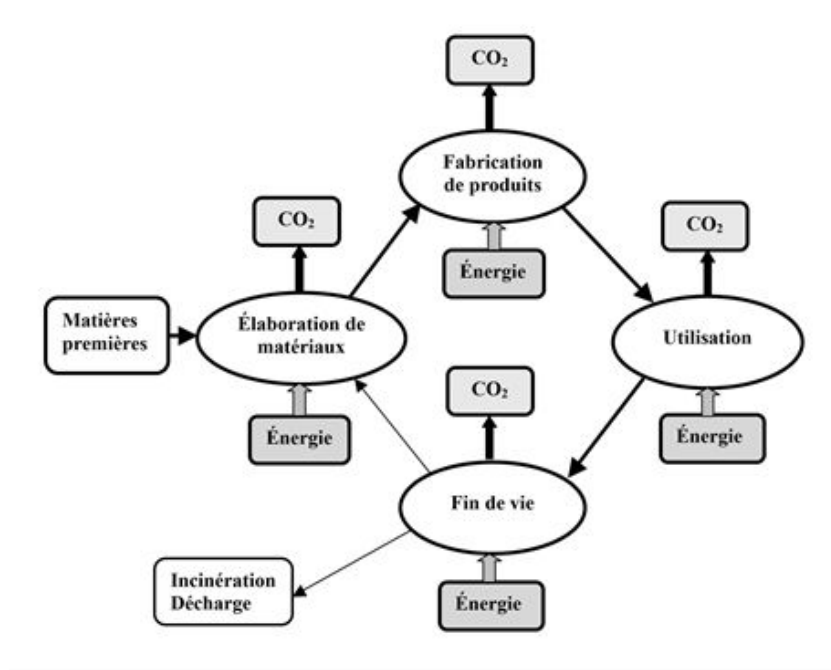 CO₂
Fabrication
de produits
CO₂
CO₂
Énergie
Matières
premières
Élaboration de
matériaux
Utilisation
CO₂
Énergie
Énergie
Fin de vie
Incinération
Décharge
Énergie